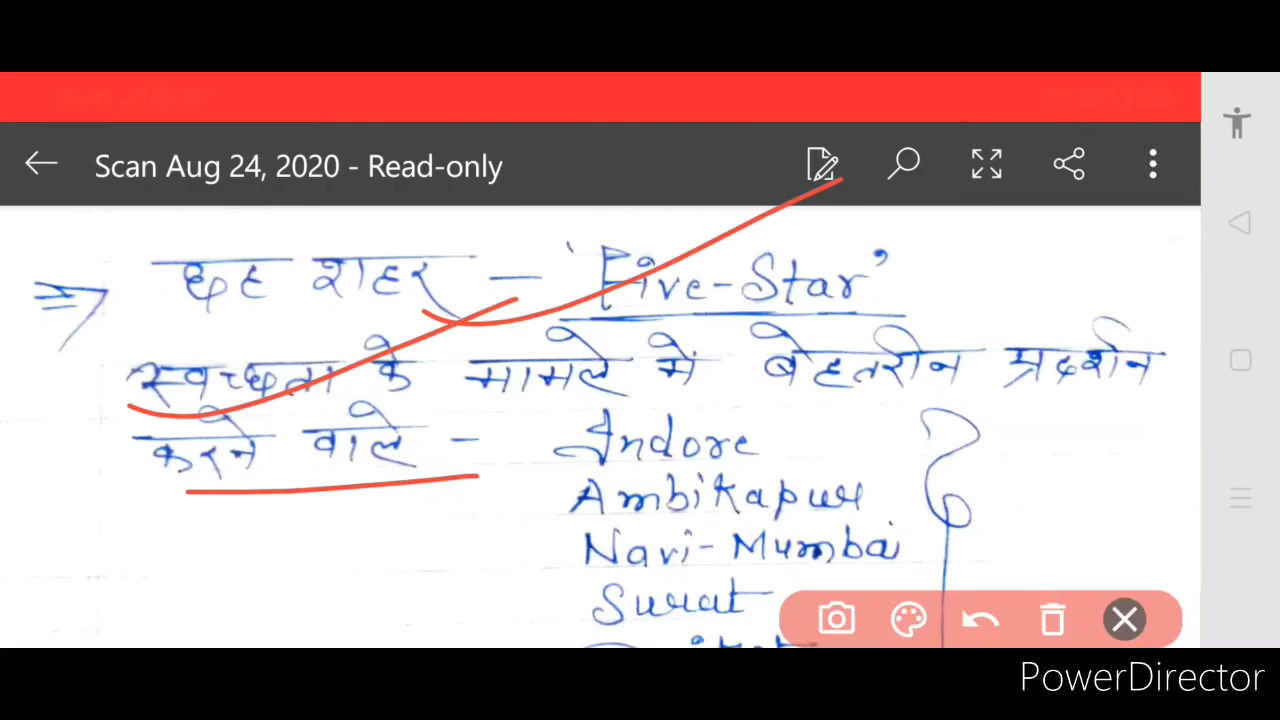 Scan Aug 24, 2020 - Read-only
⇒ छह शहर - 'Five-Star'
स्वच्छता के मामले में बेहतरीन प्रदर्शन
करने वाले - Indore
Ambikapur
Navi-Mumbai
Surat
PowerDirector